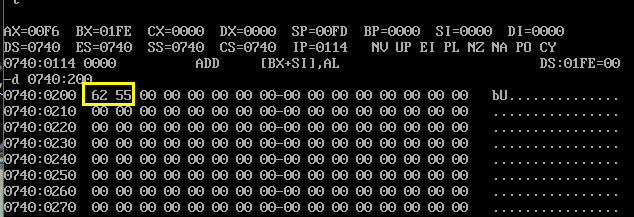 AX=00F6 BX=01FE CX=0000 DX=0000 SP=00FD BP=0000 SI=0000 DI=0000
DS=0740 ES=0740 SS=0740 CS=0740 IP=0114 NV UP EI PL NZ NA PO CY
0740:0114 0000 ADD [BX+SI],AL DS:01FE=00
-d 0740:200
0740:0200 62 55 00 00 00 00 00 00-00 00 00 00 00 00 00 00 bU..............
0740:0210 00 00 00 00 00 00 00 00-00 00 00 00 00 00 00 00 ................
0740:0220 00 00 00 00 00 00 00 00-00 00 00 00 00 00 00 00 ................
0740:0230 00 00 00 00 00 00 00 00-00 00 00 00 00 00 00 00 ................
0740:0240 00 00 00 00 00 00 00 00-00 00 00 00 00 00 00 00 ................
0740:0250 00 00 00 00 00 00 00 00-00 00 00 00 00 00 00 00 ................
0740:0260 00 00 00 00 00 00 00 00-00 00 00 00 00 00 00 00 ................
0740:0270 00 00 00 00 00 00 00 00-00 00 00 00 00 00 00 00 ................